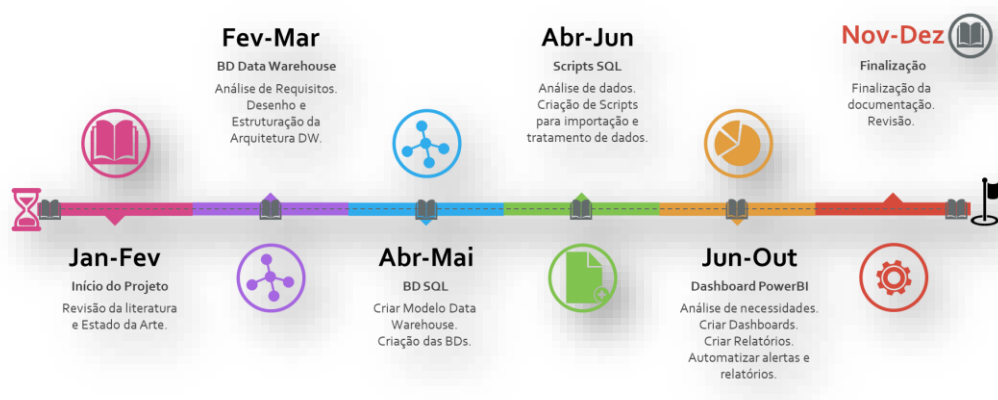 Jan-Fev
Início do Projeto
Revisão da literatura
e Estado da Arte.
Fev-Mar
BD Data Warehouse
Análise de Requisitos.
Desenho e
Estruturação da
Arquitetura DW.
Abr-Mai
BD SQL
Criar Modelo Data
Warehouse.
Criação das BDs.
Abr-Jun
Scripts SQL
Análise de dados.
Criação de Scripts
para importação e
tratamento de dados.
Jun-Out
Dashboard PowerBI
Análise de necessidades.
Criar Dashboards.
Criar Relatórios.
Automatizar alertas e
relatórios.
Nov-Dez
Finalização
Finalização da
documentação.
Revisão.